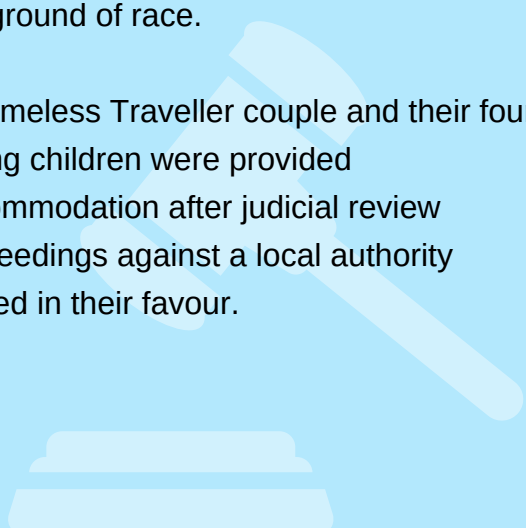 ground of race.
meless Traveller couple and their fou
ng children were provided
ommodation after judicial review
eedings against a local authority
ed in their favour.